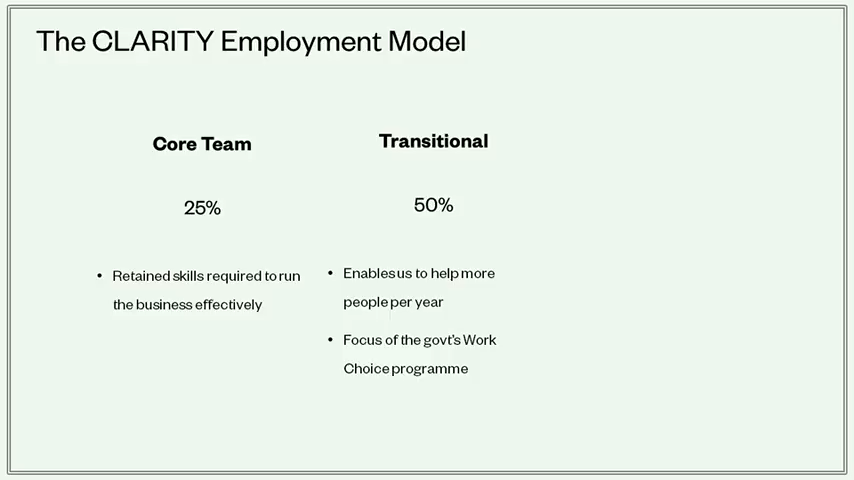 The CLARITY Employment Model
Core Team
25%
• Retained skills required to run
the business effectively
Transitional
50%
• Enables us to help more
people per year
• Focus of the govt's Work
Choice programme